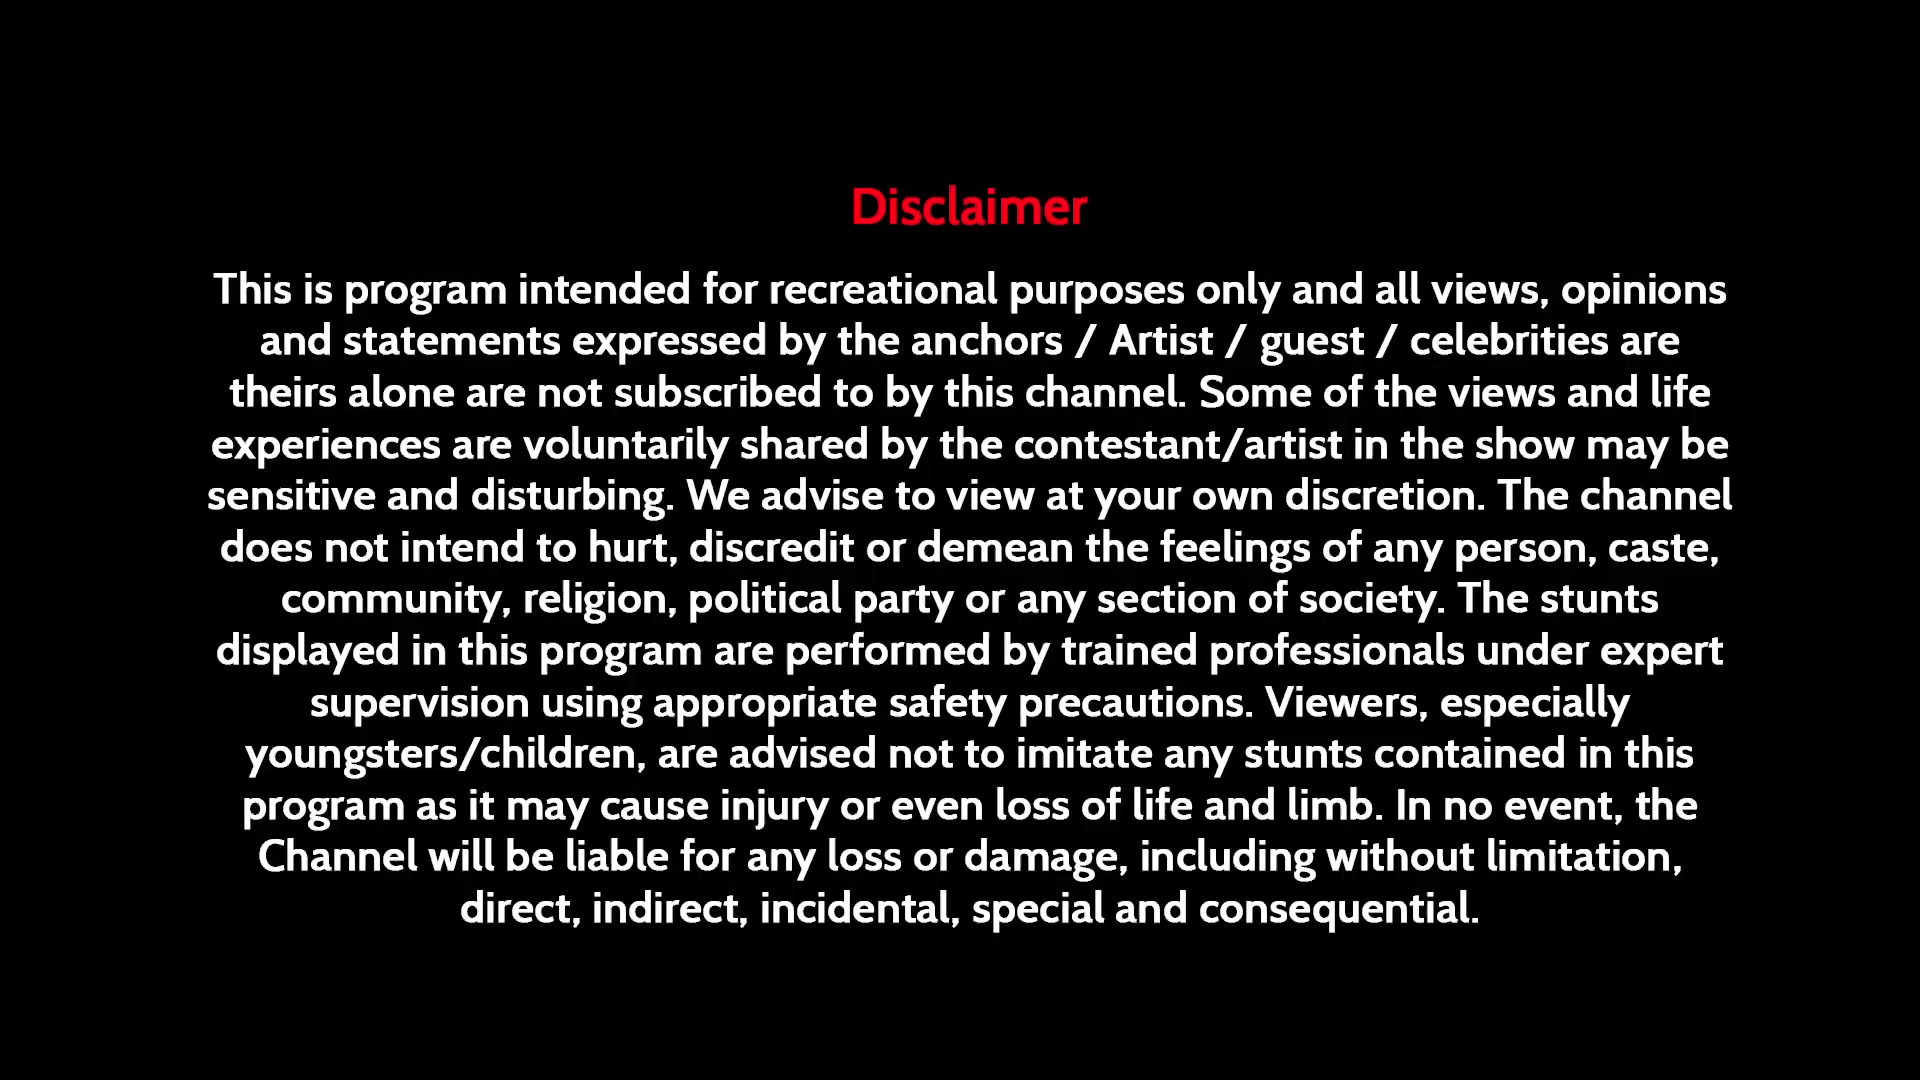 Disclaimer
This is program intended for recreational purposes only and all views, opinions
and statements expressed by the anchors / Artist / guest / celebrities are
theirs alone are not subscribed to by this channel. Some of the views and life
experiences are voluntarily shared by the contestant/artist in the show may be
sensitive and disturbing. We advise to view at your own discretion. The channel
does not intend to hurt, discredit or demean the feelings of any person, caste,
community, religion, political party or any section of society. The stunts
displayed in this program are performed by trained professionals under expert
supervision using appropriate safety precautions. Viewers, especially
youngsters/children, are advised not to imitate any stunts contained in this
program as it may cause injury or even loss of life and limb. In no event, the
Channel will be liable for any loss or damage, including without limitation,
direct, indirect, incidental, special and consequential.